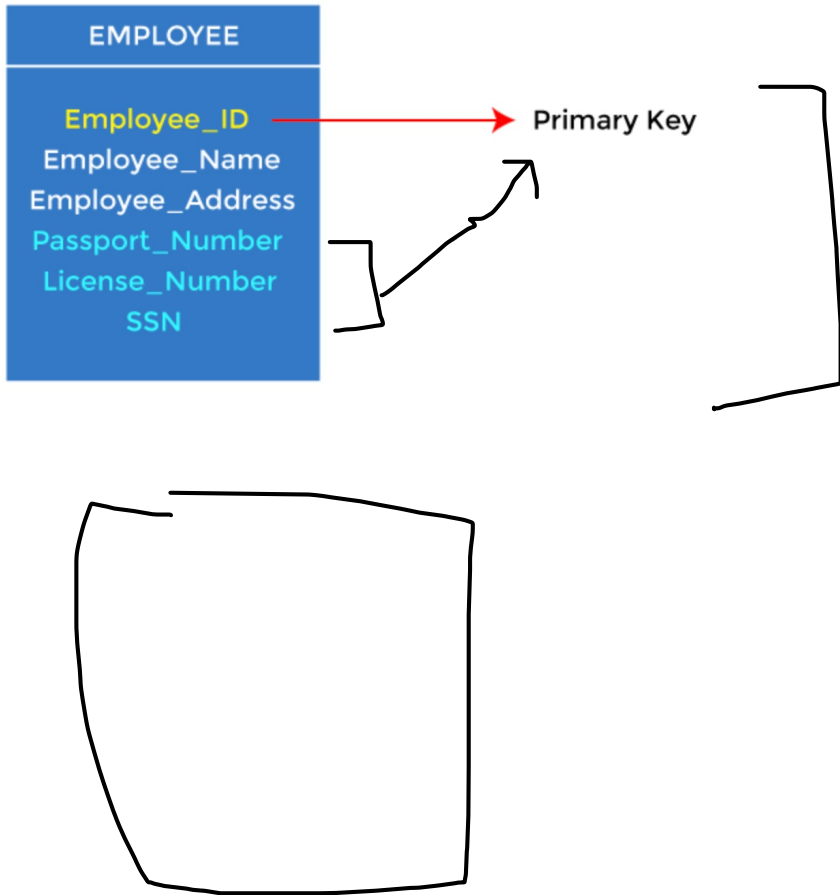 EMPLOYEE
Employee_ID Primary Key
Employee_Name
Employee_Address
Passport_Number
License_Number
SSN